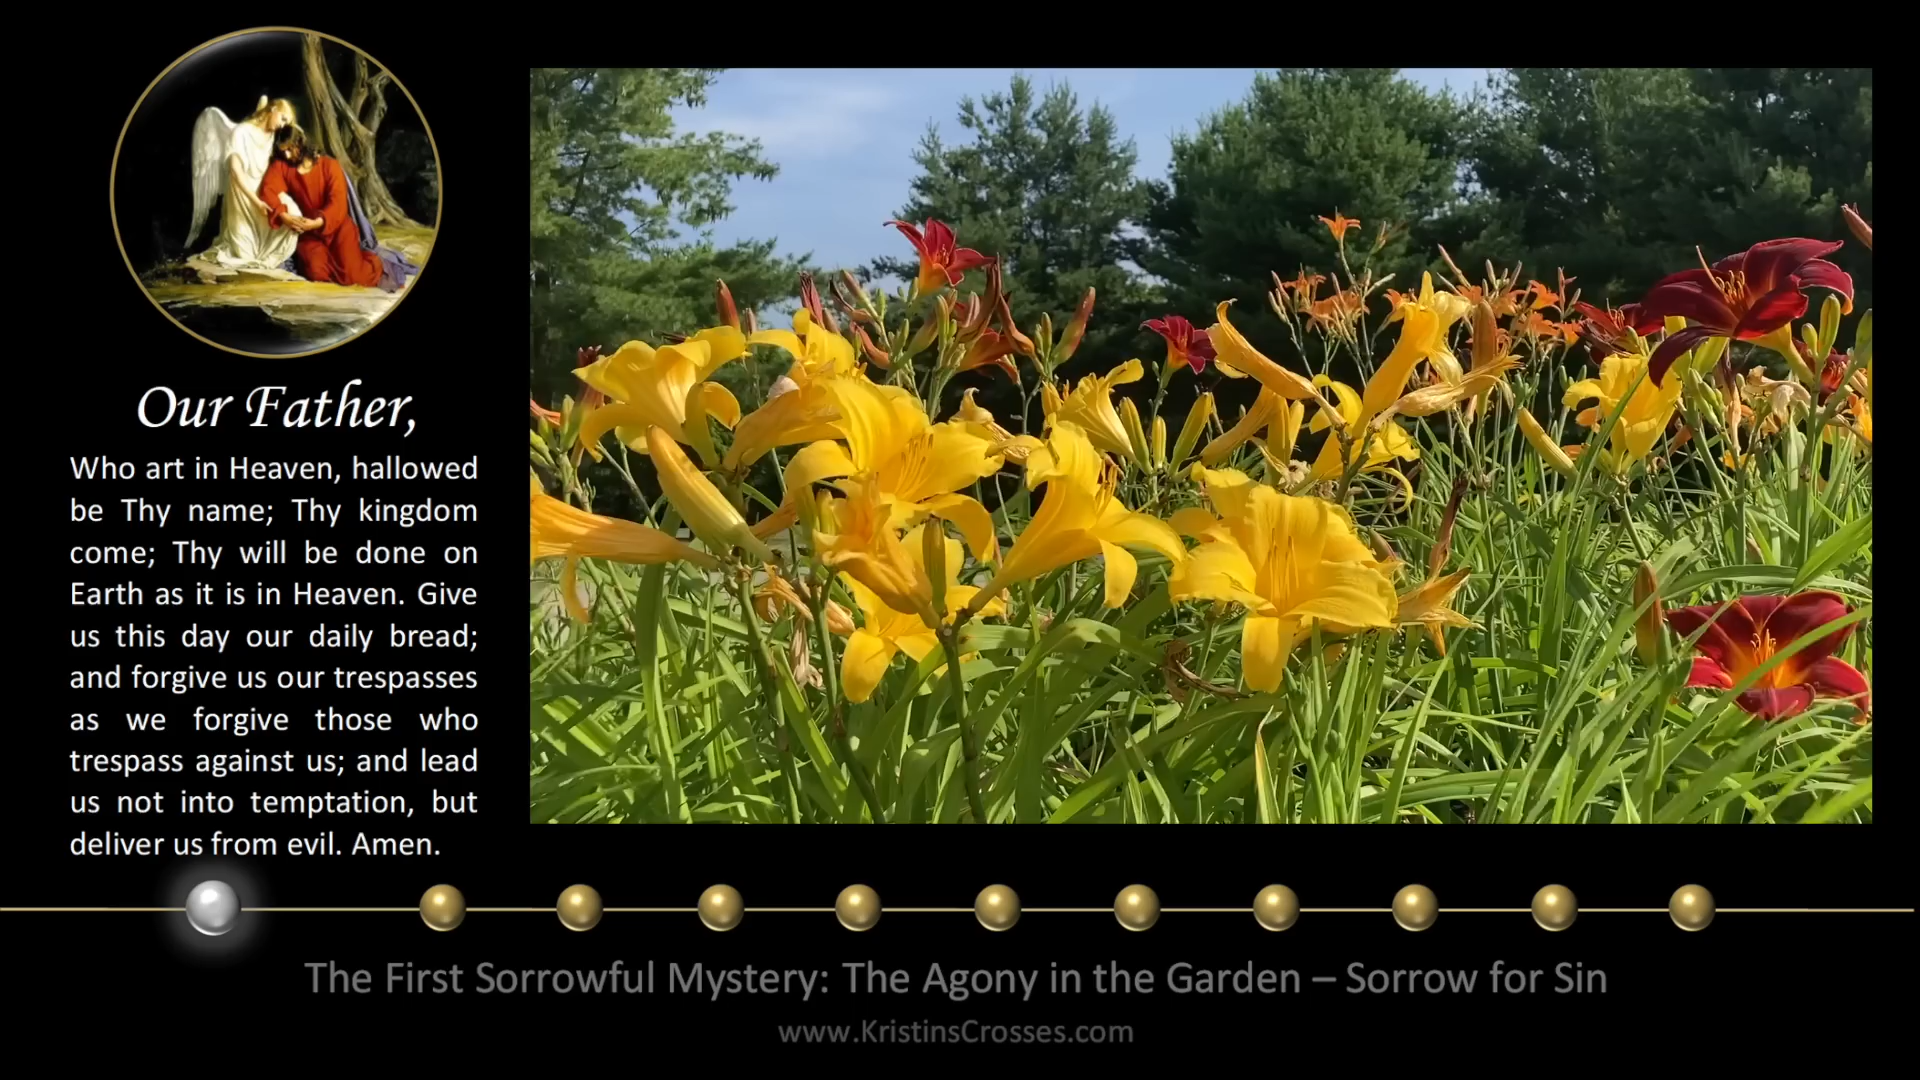 Our Father,
Who art in Heaven, hallowed
be Thy name; Thy kingdom
come; Thy will be done on
Earth as it is in Heaven. Give
us this day our daily bread;
and forgive us our trespasses
as we forgive those who
trespass against us; and lead
us not into temptation, but
deliver us from evil. Amen.
The First Sorrowful Mystery: The Agony in the Garden – Sorrow for Sin
www.KristinsCrosses.com